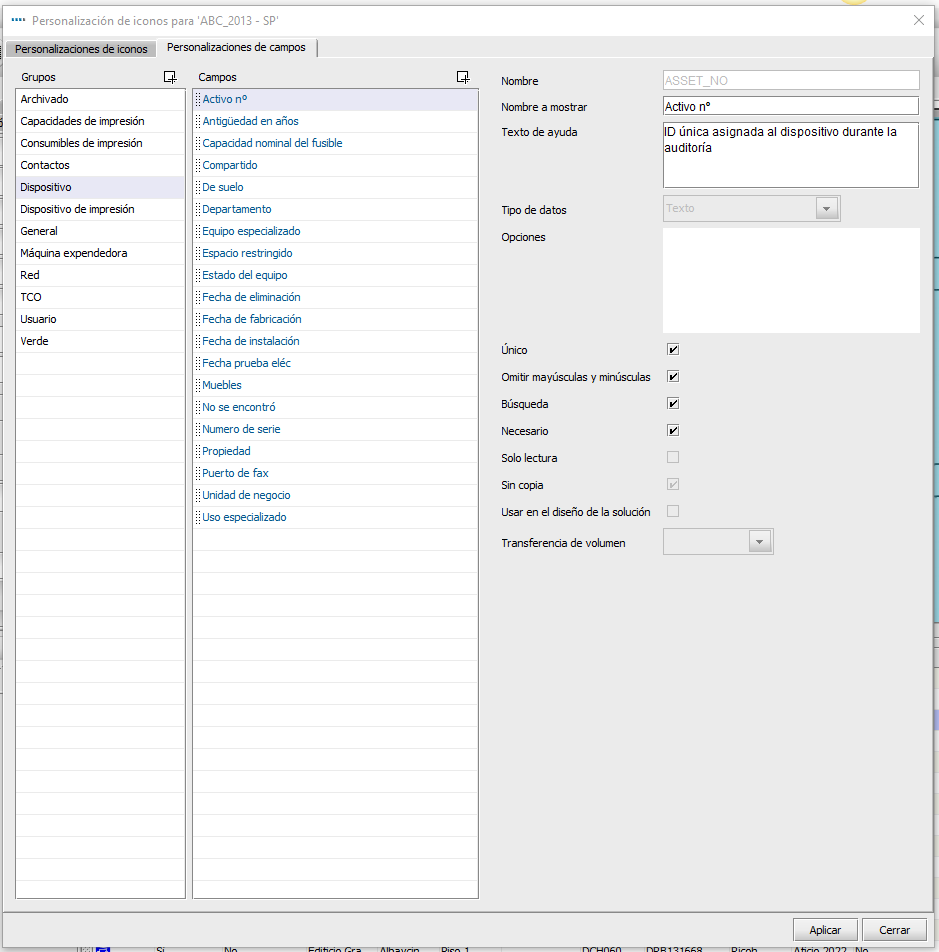 Personalización de iconos para 'ABC_2013 - SP'
Personalizaciones de iconos
Personalizaciones de campos
Grupos
Archivado
Capacidades de impresión
Consumibles de impresión
Contactos
Dispositivo
Dispositivo de impresión
General
Máquina expendedora
Red
TCO
Usuario
Verde
Campos
Activo nº
Antigüedad en años
Capacidad nominal del fusible
Compartido
De suelo
Departamento
Equipo especializado
Espacio restringido
Estado del equipo
Fecha de eliminación
Fecha de fabricación
Fecha de instalación
Fecha prueba eléc
Muebles
No se encontró
Numero de serie
Propiedad
Puerto de fax
Unidad de negocio
Uso especializado
Nombre
ASSET_NO
Nombre a mostrar
Activo nº
Texto de ayuda
ID única asignada al dispositivo durante la
auditoría
Tipo de datos
Texto
Opciones
Único
Omitir mayúsculas y minúsculas
Búsqueda
Necesario
Solo lectura
Sin copia
Usar en el diseño de la solución
Transferencia de volumen
Aplicar
Cerrar